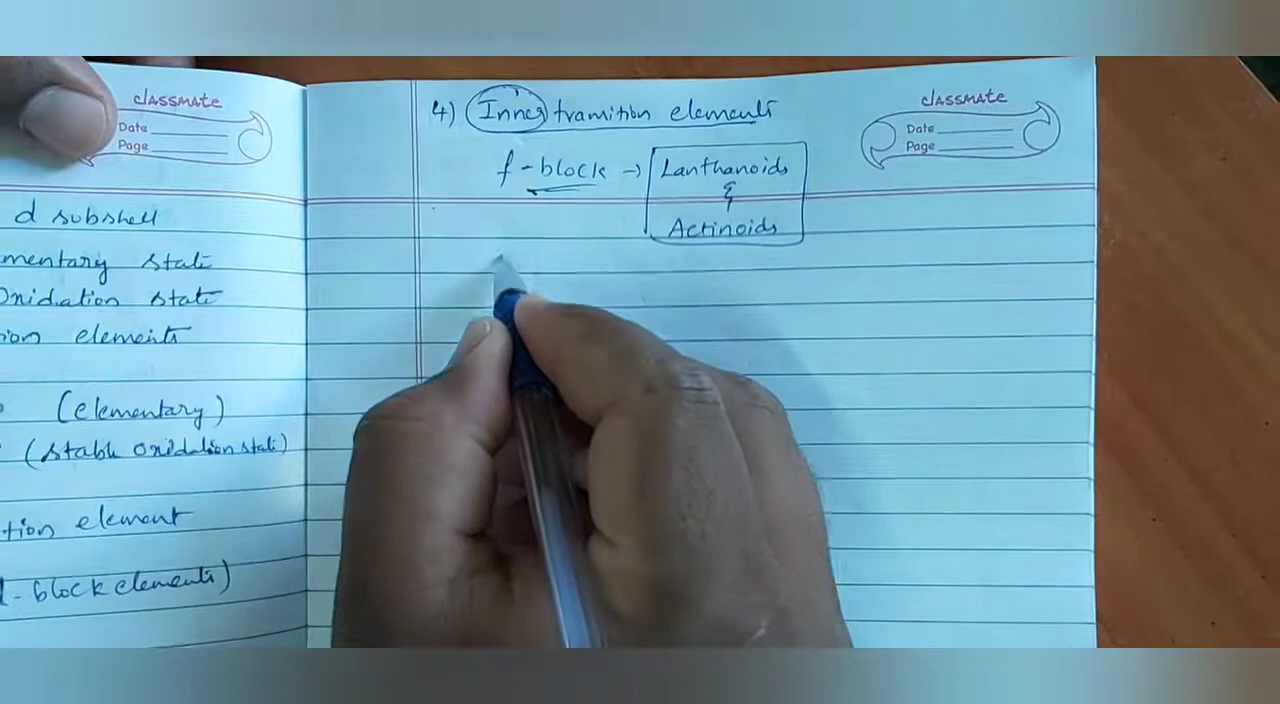 classmate
Date
Page
d subshell
mentary state
Oxidation state
ion elements
(elementary)
(stable oxidation state)
tion element
d-block elements)
classmate
Date
Page
4) Inner transition elements
f-block → Lanthanoids
&
Actinoids